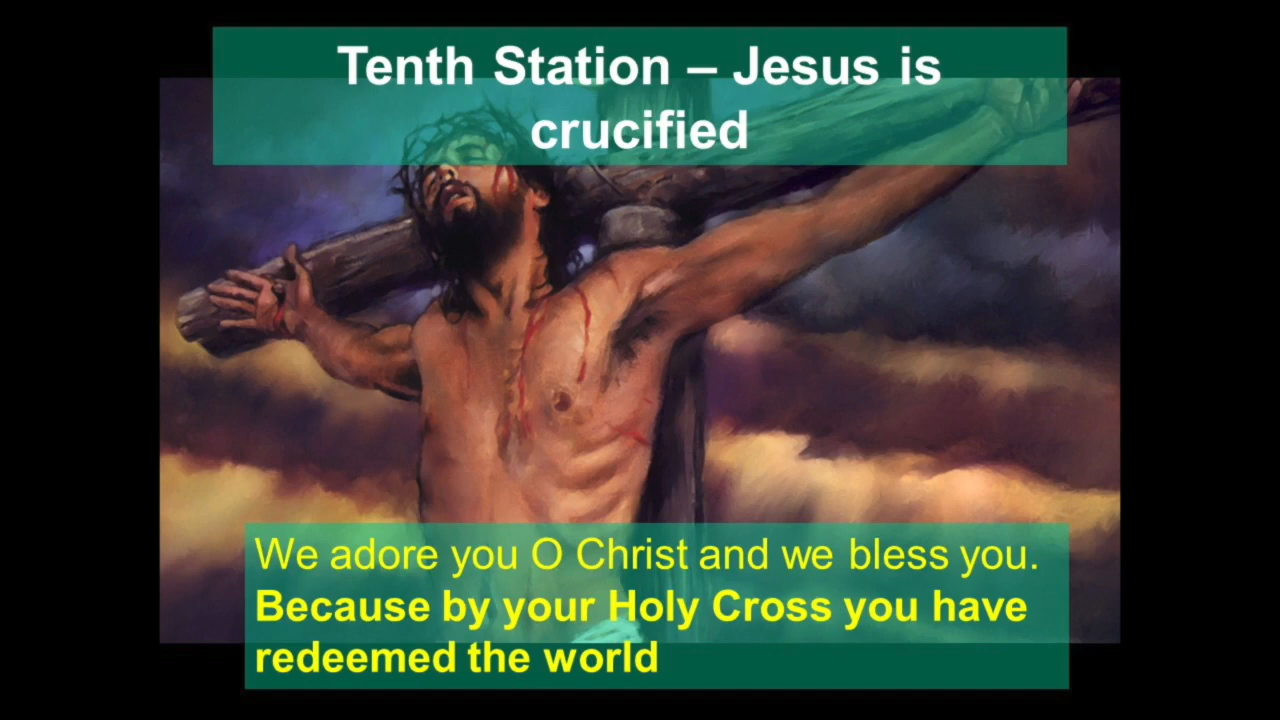 Tenth Station – Jesus is
crucified
We adore you O Christ and we bless you.
Because by your Holy Cross you have
redeemed the world